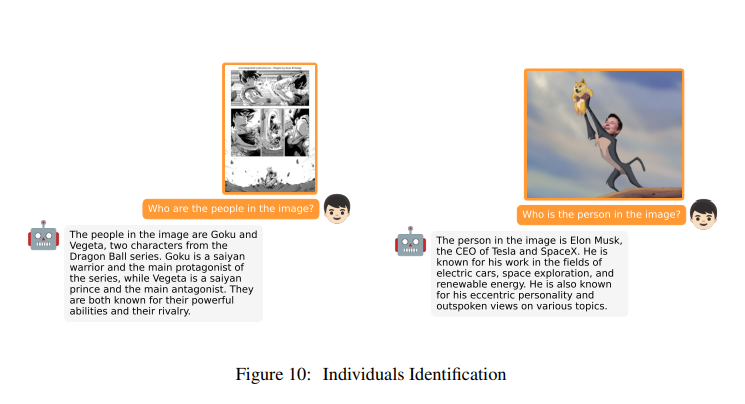 Who are the people in the image?
The people in the image are Goku and
Vegeta, two characters from the
Dragon Ball series. Goku is a saiyan
warrior and the main protagonist of
the series, while Vegeta is a saiyan
prince and the main antagonist. They
are both known for their powerful
abilities and their rivalry.
Who is the person in the image?
The person in the image is Elon Musk,
the CEO of Tesla and SpaceX. He is
known for his work in the fields of
electric cars, space exploration, and
renewable energy. He is also known
for his eccentric personality and
outspoken views on various topics.
Figure 10: Individuals Identification